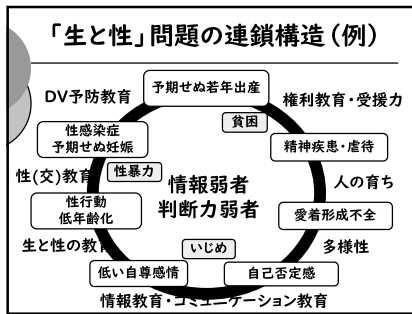 「生と性」問題の連鎖構造（例）
DV予防教育
予期せぬ若年出産
権利教育・受援力
貧困
性感染症
予期せぬ妊娠
精神疾患・虐待
性暴力
性(交)教育
情報弱者
判断力弱者
人の育ち
性行動
低年齢化
愛着形成不全
生と性の教育
いじめ
多様性
低い自尊感情
自己否定感
情報教育・コミュニケーション教育